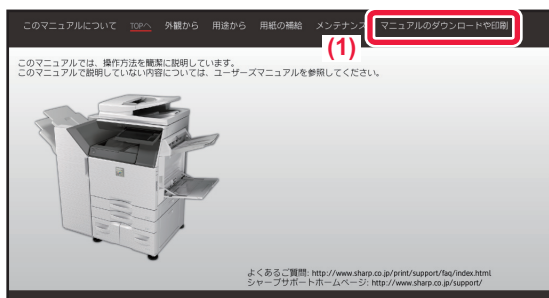 このマニュアルについて TOPへ 外観から 用途から 用紙の補給 メンテナンス マニュアルのダウンロードや印刷
(1)
このマニュアルでは、操作方法を簡潔に説明しています。
このマニュアルで説明していない内容については、ユーザーズマニュアルを参照してください。
よくあるご質問: http://www.sharp.co.jp/print/support/faq/index.html
シャープサポートホームページ: http://www.sharp.co.jp/support/